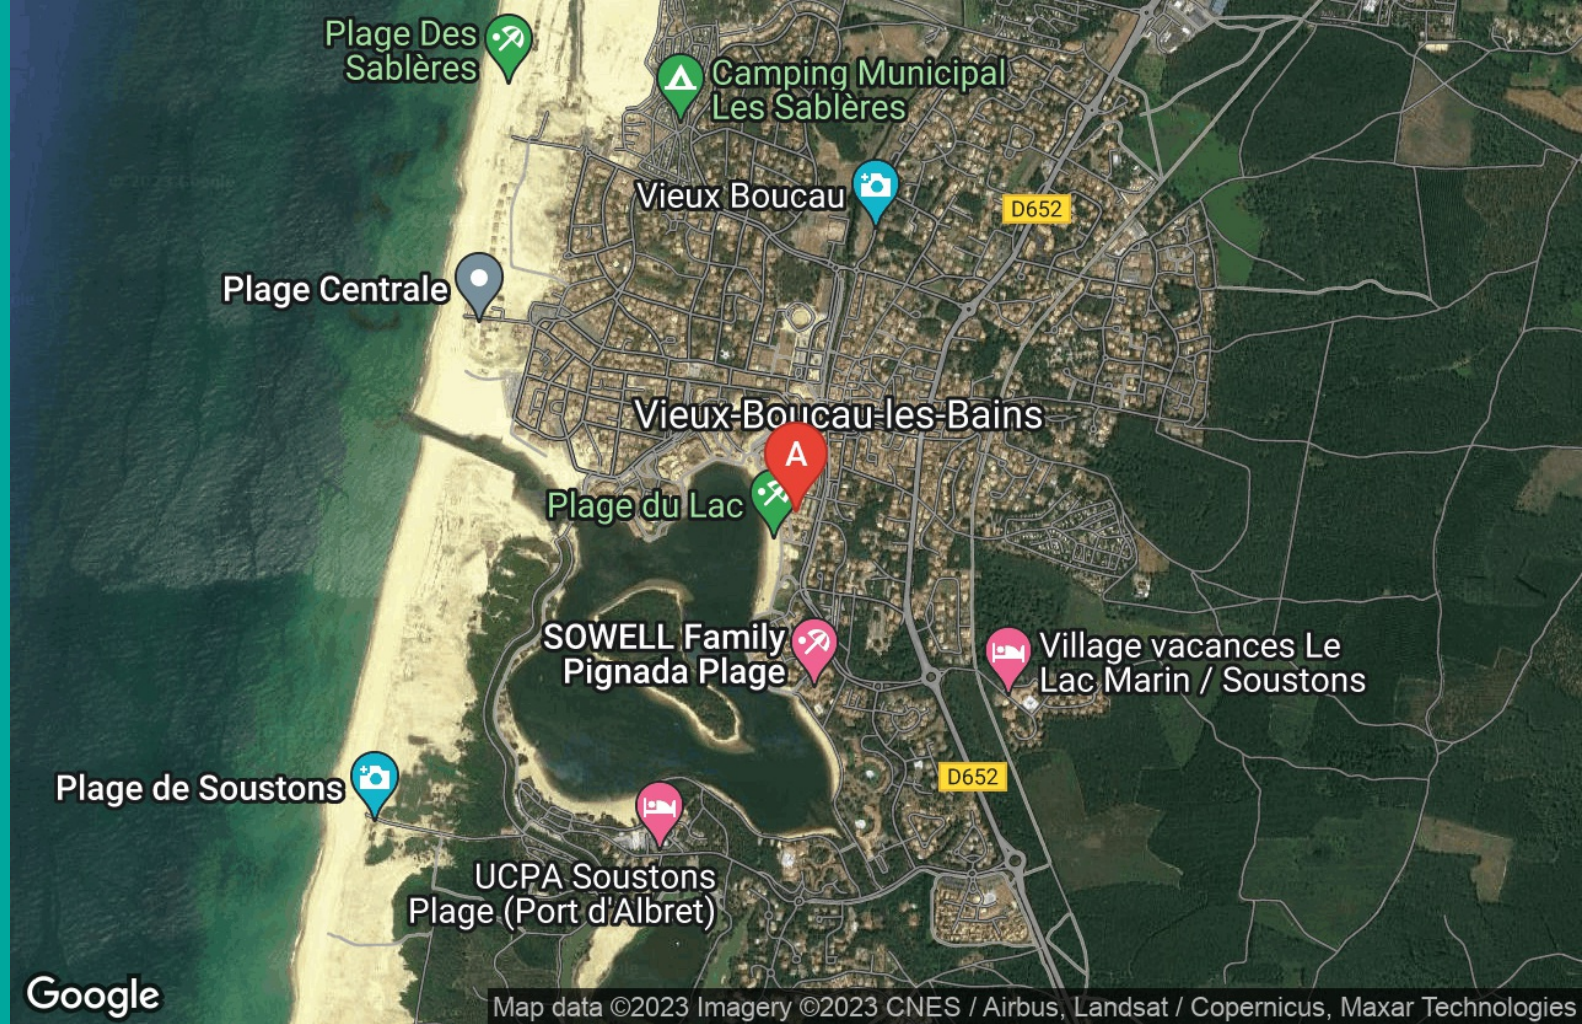 Plage Des
Sablères
Camping Municipal
Les Sablères
Vieux Boucau
D652
Plage Centrale
Vieux-Boucau-les-Bains
A
Plage du Lac
SOWELL Family
Pignada Plage
Village vacances Le
Lac Marin / Soustons
D652
Plage de Soustons
UCPA Soustons
Plage (Port d'Albret)
Google
Map data ©2023 Imagery ©2023 CNES / Airbus, Landsat / Copernicus, Maxar Technologies